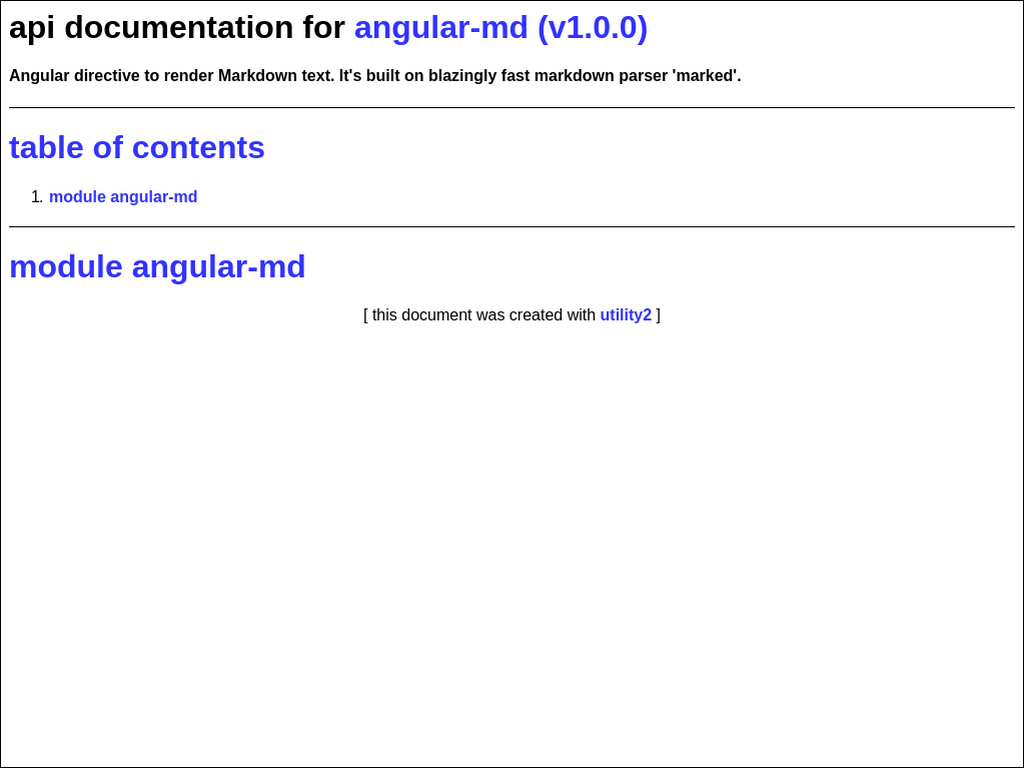 api documentation for angular-md (v1.0.0)
Angular directive to render Markdown text. It's built on blazingly fast markdown parser 'marked'.
table of contents
1. module angular-md
module angular-md
[ this document was created with utility2 ]